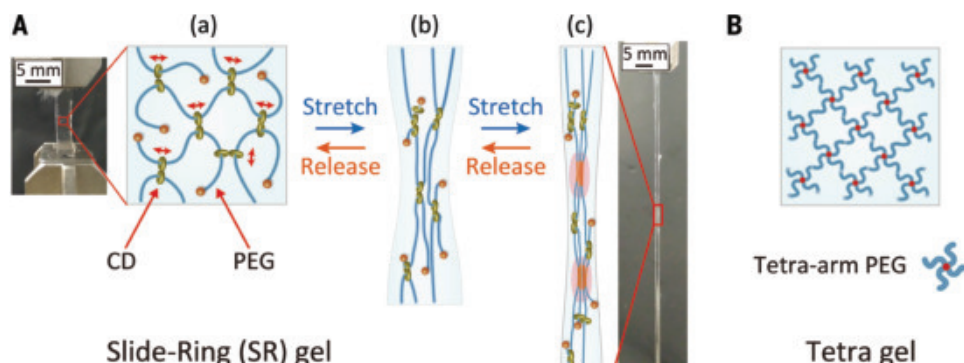 A
(a)
(b)
(c)
B
5 mm
5 mm
Stretch
Release
Stretch
Release
CD
PEG
Tetra-arm PEG
Slide-Ring (SR) gel
Tetra gel